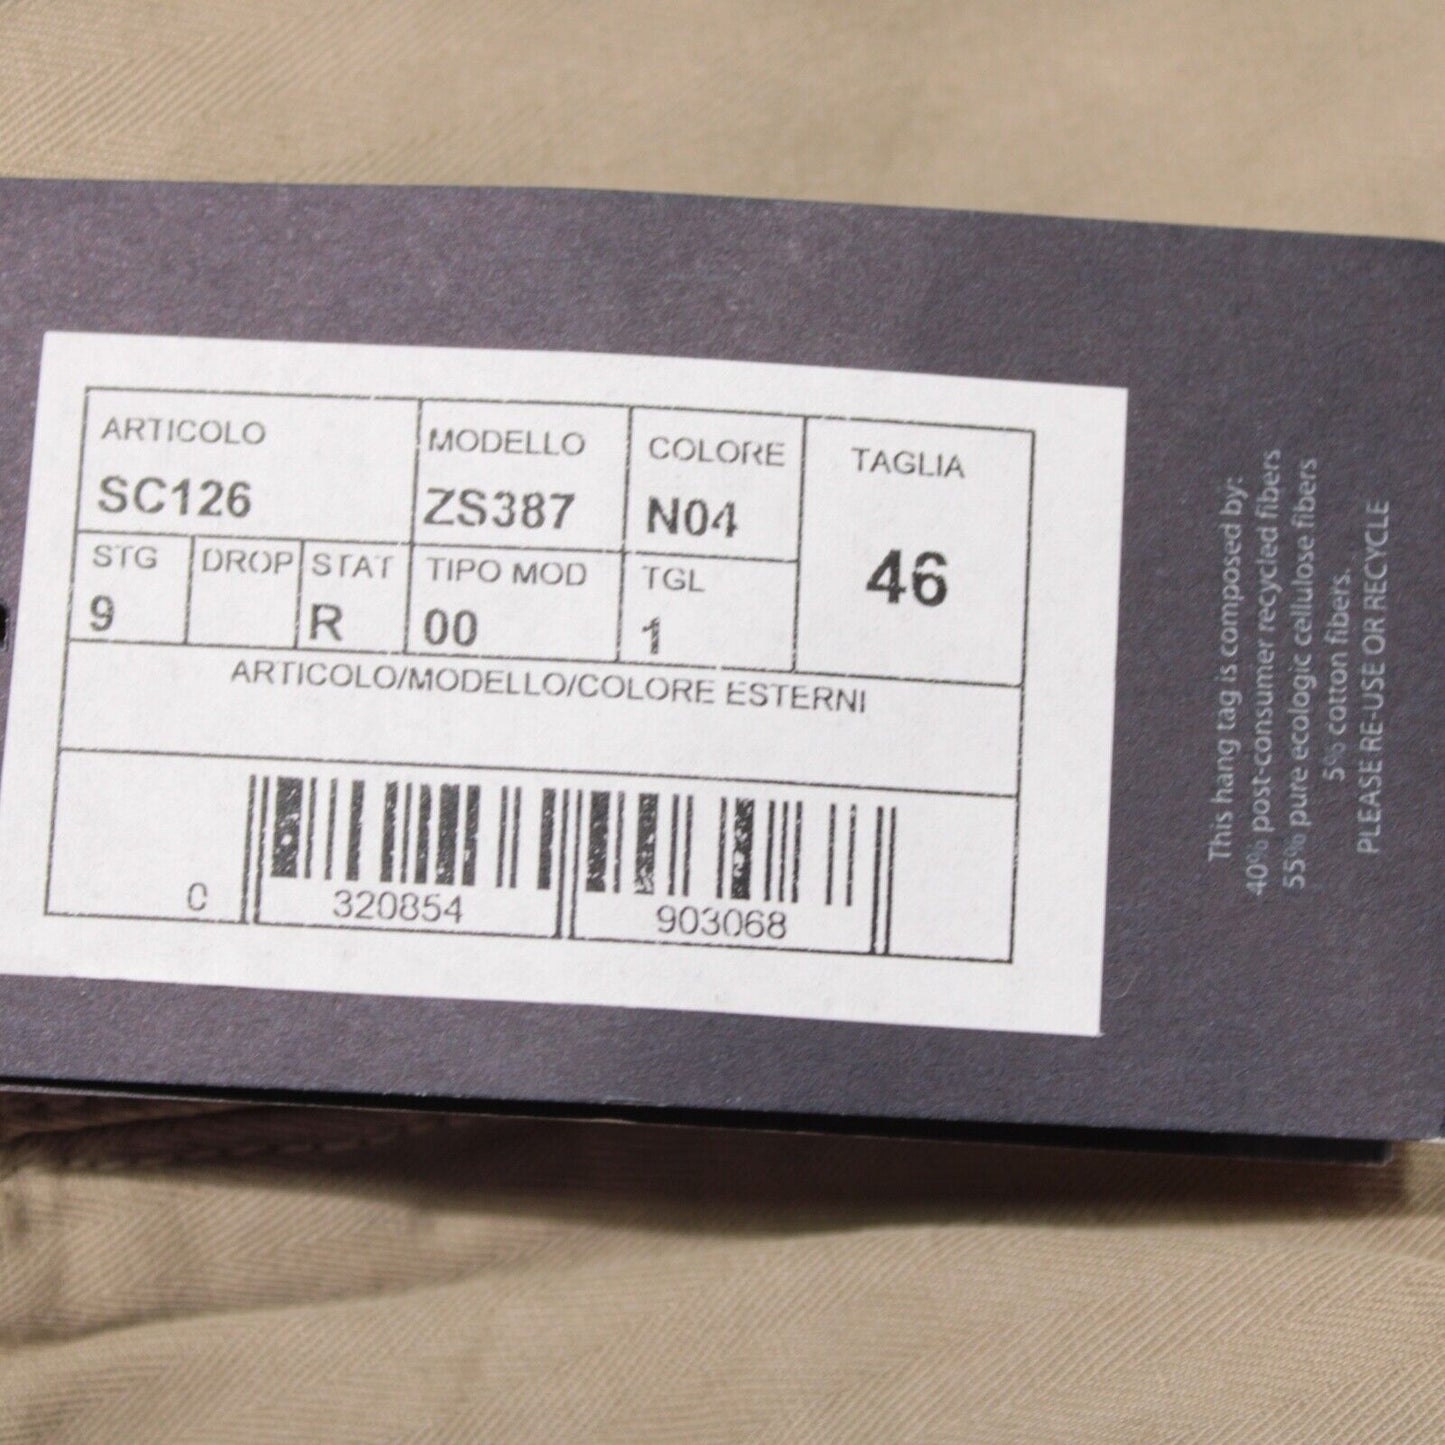 ARTICOLO MODELLO COLORE TAGLIA
SC126 ZS387 N04 46
STG DROP STAT TIPO MOD TGL
9 R 00 1
ARTICOLO/MODELLO/COLORE ESTERNI
0 320854 903068
This hang tag is composed by:
40% post-consumer recycled fibers
55% pure ecologic cellulose fibers
5% cotton fibers.
PLEASE RE-USE OR RECYCLE